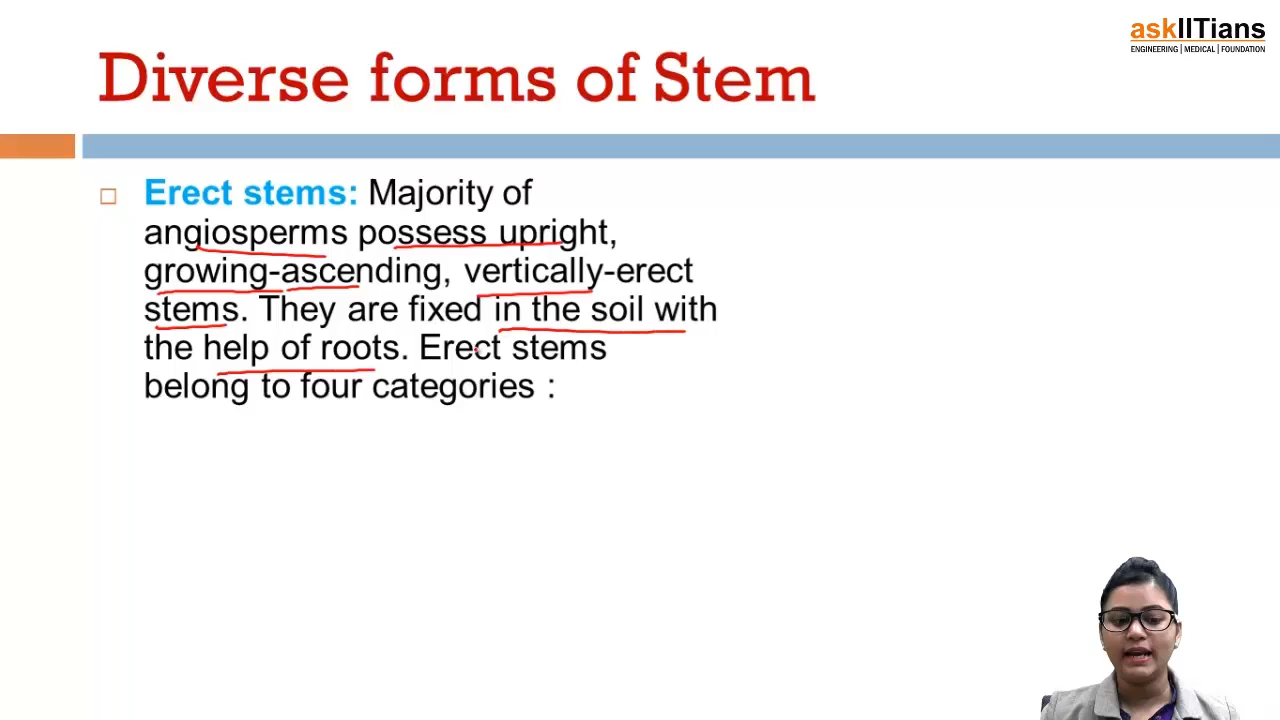 askIITians
ENGINEERING | MEDICAL | FOUNDATION
Diverse forms of Stem
Erect stems: Majority of
angiosperms possess upright,
growing-ascending, vertically-erect
stems. They are fixed in the soil with
the help of roots. Erect stems
belong to four categories :